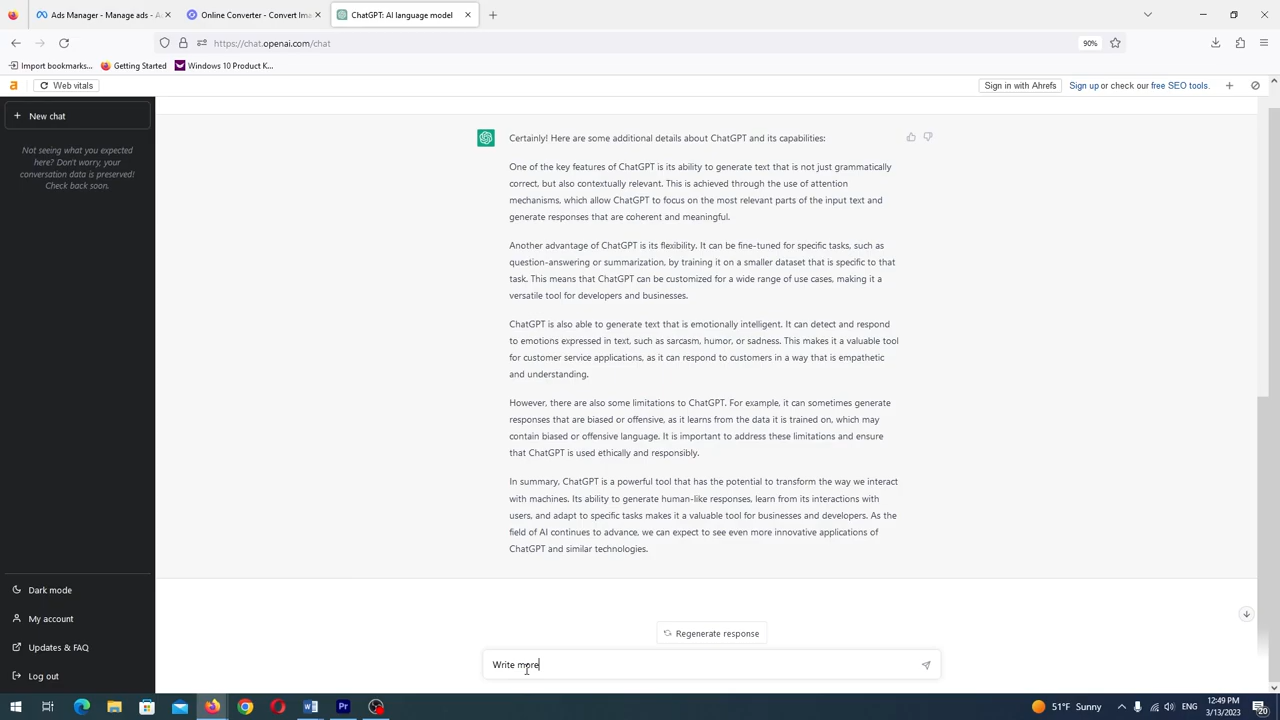 Ads Manager - Manage ads - A
Online Converter - Convert Ima
ChatGPT: AI language model
https://chat.openai.com/chat
90%
Import bookmarks...
Getting Started
Windows 10 Product K...
a
Web vitals
Sign in with Ahrefs
Sign up or check our free SEO tools.
+ New chat
Not seeing what you expected
here? Don't worry, your
conversation data is preserved!
Check back soon.
Certainly! Here are some additional details about ChatGPT and its capabilities:
One of the key features of ChatGPT is its ability to generate text that is not just grammatically
correct, but also contextually relevant. This is achieved through the use of attention
mechanisms, which allow ChatGPT to focus on the most relevant parts of the input text and
generate responses that are coherent and meaningful.
Another advantage of ChatGPT is its flexibility. It can be fine-tuned for specific tasks, such as
question-answering or summarization, by training it on a smaller dataset that is specific to that
task. This means that ChatGPT can be customized for a wide range of use cases, making it a
versatile tool for developers and businesses.
ChatGPT is also able to generate text that is emotionally intelligent. It can detect and respond
to emotions expressed in text, such as sarcasm, humor, or sadness. This makes it a valuable tool
for customer service applications, as it can respond to customers in a way that is empathetic
and understanding.
However, there are also some limitations to ChatGPT. For example, it can sometimes generate
responses that are biased or offensive, as it learns from the data it is trained on, which may
contain biased or offensive language. It is important to address these limitations and ensure
that ChatGPT is used ethically and responsibly.
In summary, ChatGPT is a powerful tool that has the potential to transform the way we interact
with machines. Its ability to generate human-like responses, learn from its interactions with
users, and adapt to specific tasks makes it a valuable tool for businesses and developers. As the
field of AI continues to advance, we can expect to see even more innovative applications of
ChatGPT and similar technologies.
Dark mode
My account
Updates & FAQ
Log out
Regenerate response
Write more
W
Pr
51°F Sunny
ENG
12:49 PM
3/13/2023
20